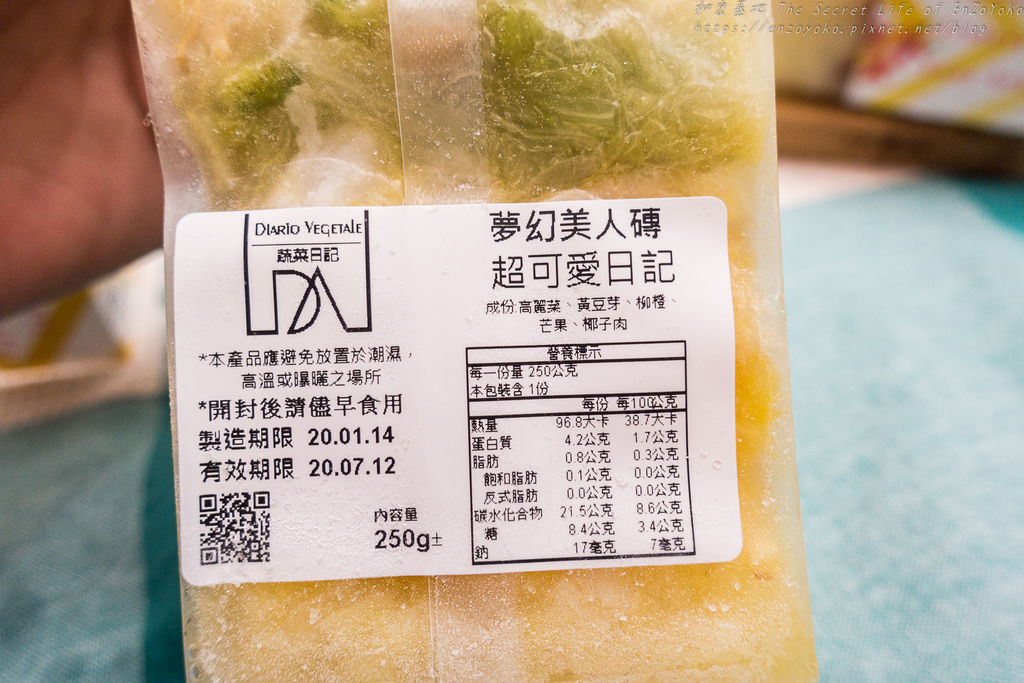 初家基地 The Secret Life of EnZoYoKo
https://enzoyoko.pixnet.net/blog
DIARIO VEGETALE
蔬菜日記
夢幻美人磚
超可愛日記
成份:高麗菜、黃豆芽、柳橙、
芒果、椰子肉
*本產品應避免放置於潮濕，
高溫或曝曬之場所
*開封後請儘早食用
製造期限 20.01.14
有效期限 20.07.12
內容量
250g±
營養標示
每一份量 250公克
本包裝含 1份
每份 每100公克
熱量 96.8大卡 38.7大卡
蛋白質 4.2公克 1.7公克
脂肪 0.8公克 0.3公克
飽和脂肪 0.1公克 0.0公克
反式脂肪 0.0公克 0.0公克
碳水化合物 21.5公克 8.6公克
糖 8.4公克 3.4公克
鈉 17毫克 7毫克